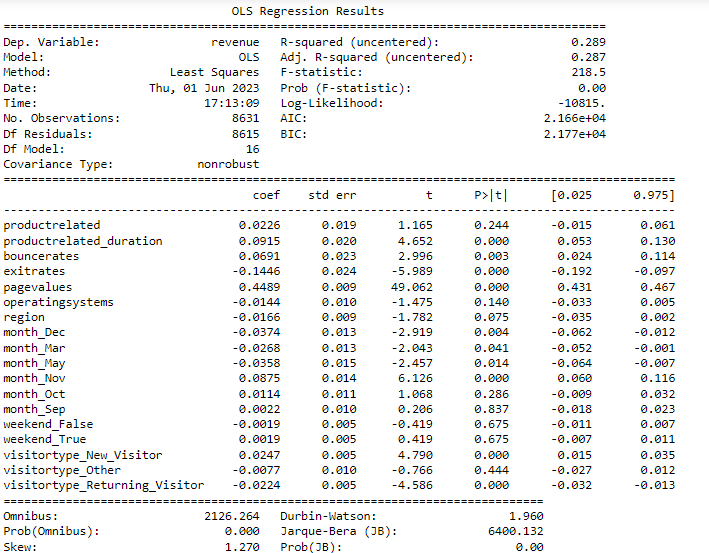 OLS Regression Results
==============================================================================
Dep. Variable: revenue R-squared (uncentered): 0.289
Model: OLS Adj. R-squared (uncentered): 0.287
Method: Least Squares F-statistic: 218.5
Date: Thu, 01 Jun 2023 Prob (F-statistic): 0.00
Time: 17:13:09 Log-Likelihood: -10815.
No. Observations: 8631 AIC: 2.166e+04
Df Residuals: 8615 BIC: 2.177e+04
Df Model: 16
Covariance Type: nonrobust
==============================================================================
coef std err t P>|t| [0.025 0.975]
------------------------------------------------------------------------------
productrelated 0.0226 0.019 1.165 0.244 -0.015 0.061
productrelated_duration 0.0915 0.020 4.652 0.000 0.053 0.130
bouncerates 0.0691 0.023 2.996 0.003 0.024 0.114
exitrates -0.1446 0.024 -5.989 0.000 -0.192 -0.097
pagevalues 0.4489 0.009 49.062 0.000 0.431 0.467
operatingsystems -0.0144 0.010 -1.475 0.140 -0.033 0.005
region -0.0166 0.009 -1.782 0.075 -0.035 0.002
month_Dec -0.0374 0.013 -2.919 0.004 -0.062 -0.012
month_Mar -0.0268 0.013 -2.043 0.041 -0.052 -0.001
month_May -0.0358 0.015 -2.457 0.014 -0.064 -0.007
month_Nov 0.0875 0.014 6.126 0.000 0.060 0.116
month_Oct 0.0114 0.011 1.068 0.286 -0.009 0.032
month_Sep 0.0022 0.010 0.206 0.837 -0.018 0.023
weekend_False -0.0019 0.005 -0.419 0.675 -0.011 0.007
weekend_True 0.0019 0.005 0.419 0.675 -0.007 0.011
visitortype_New_Visitor 0.0247 0.005 4.790 0.000 0.015 0.035
visitortype_Other -0.0077 0.010 -0.766 0.444 -0.027 0.012
visitortype_Returning_Visitor -0.0224 0.005 -4.586 0.000 -0.032 -0.013
==============================================================================
Omnibus: 2126.264 Durbin-Watson: 1.960
Prob(Omnibus): 0.000 Jarque-Bera (JB): 6400.132
Skew: 1.270 Prob(JB): 0.00